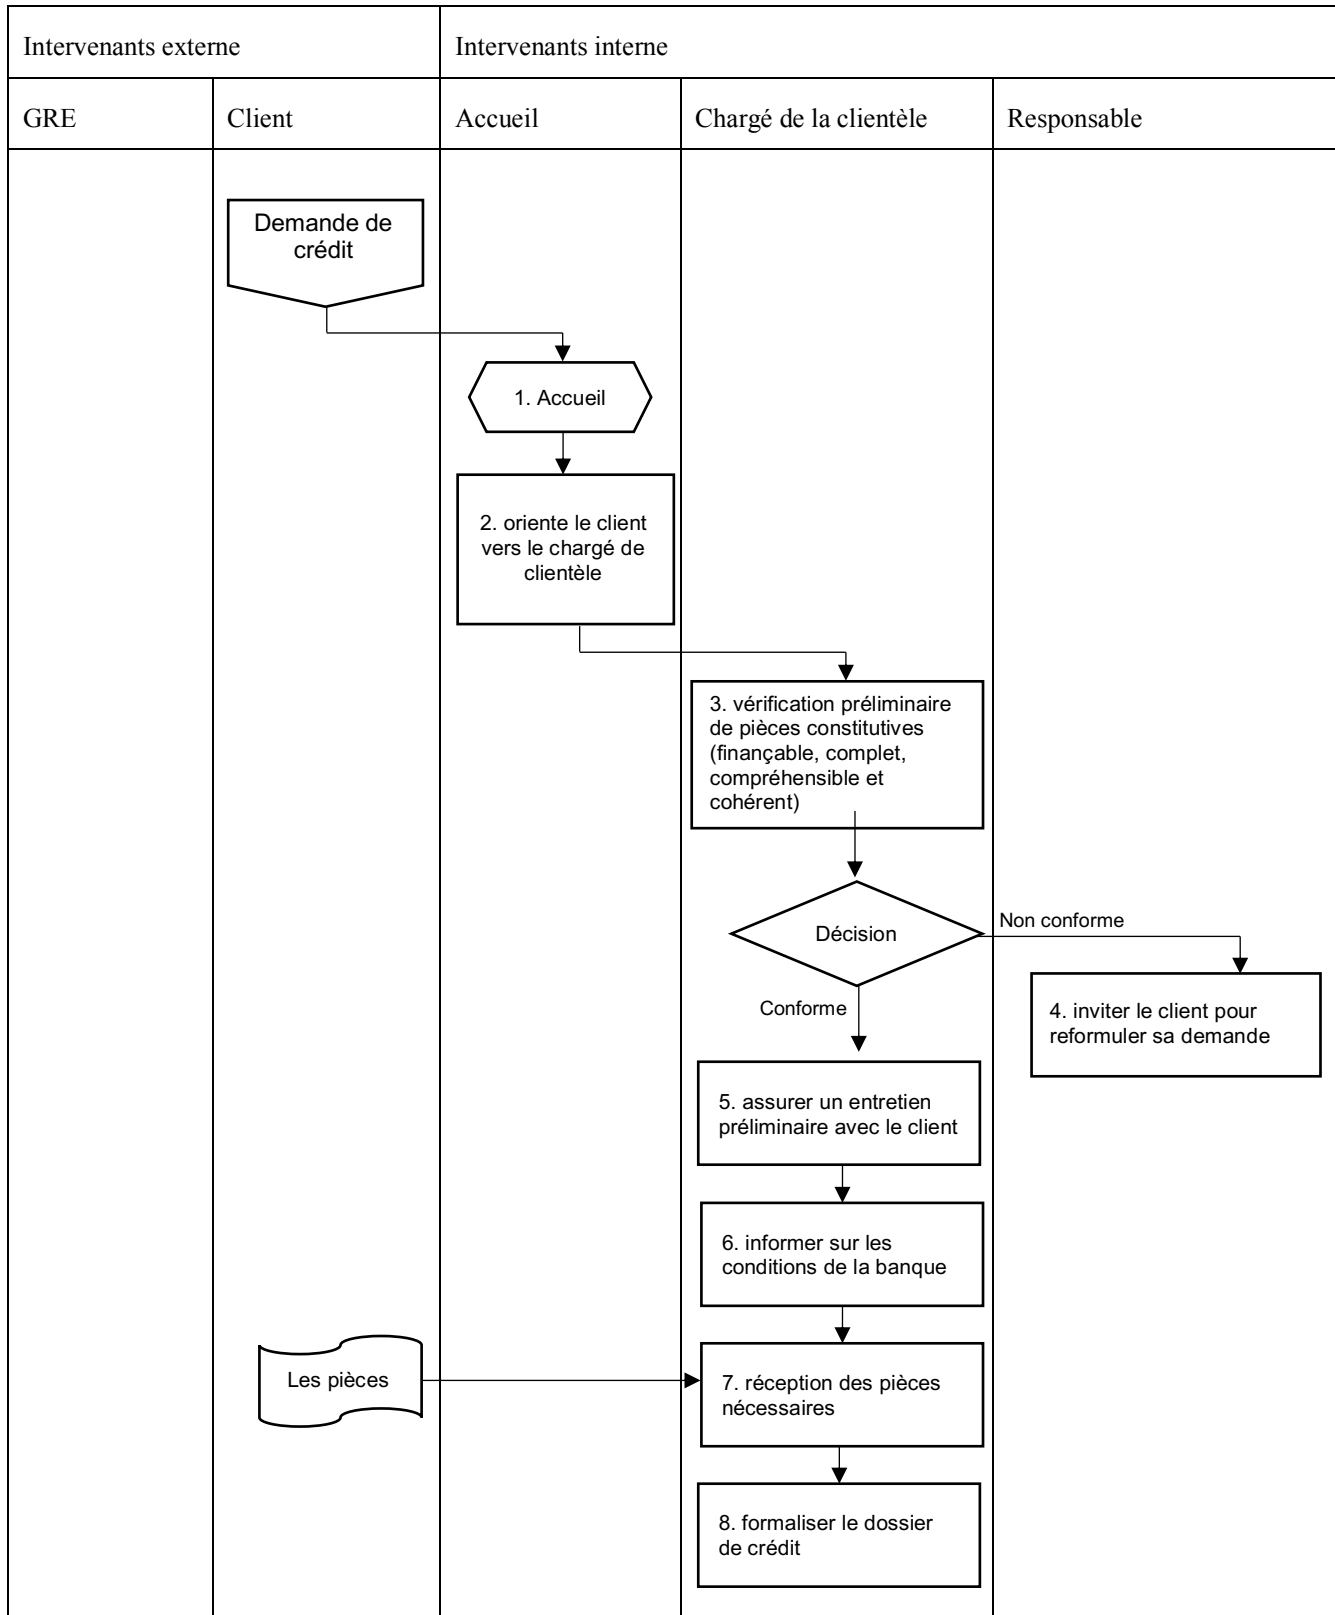 Intervenants externe
Intervenants interne
GRE
Client
Accueil
Chargé de la clientèle
Responsable
Demande de
crédit
1. Accueil
2. oriente le client
vers le chargé de
clientèle
3. vérification préliminaire
de pièces constitutives
(finançable, complet,
compréhensible et
cohérent)
Décision
Non conforme
Conforme
4. inviter le client pour
reformuler sa demande
5. assurer un entretien
préliminaire avec le client
6. informer sur les
conditions de la banque
Les pièces
7. réception des pièces
nécessaires
8. formaliser le dossier
de crédit